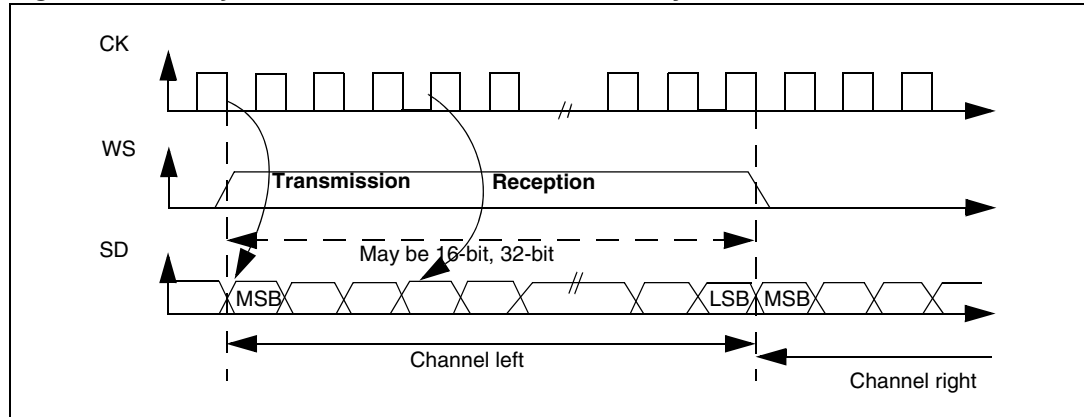 CK
WS
Transmission Reception
SD
May be 16-bit, 32-bit
MSB LSB MSB
Channel left
Channel right